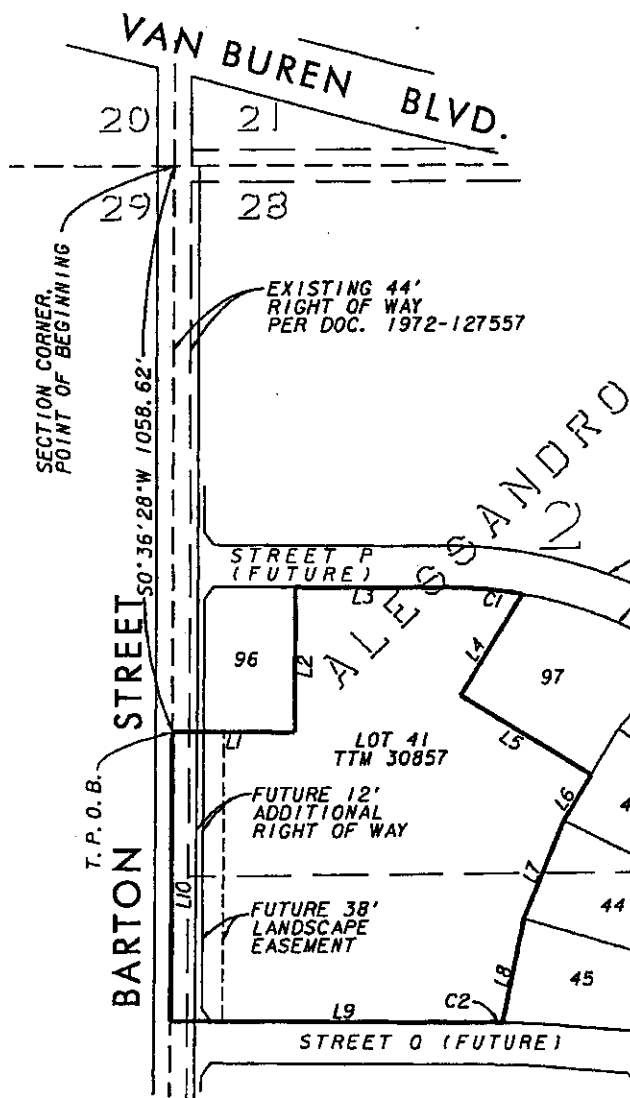 VAN BUREN BLVD.
20
21
29
28
SECTION CORNER,
POINT OF BEGINNING
EXISTING 44'
RIGHT OF WAY
PER DOC. 1972-127557
S0°36'28"W 1058.62'
ALESSANDRO
2
STREET P
(FUTURE)
L3
C1
96
L2
L4
97
BARTON STREET
L1
LOT 41
TTM 30857
L5
T.P.O.B.
L6
FUTURE 12'
ADDITIONAL
RIGHT OF WAY
4
L10
L7
44
FUTURE 38'
LANDSCAPE
EASEMENT
L8
45
L9
C2
STREET O (FUTURE)